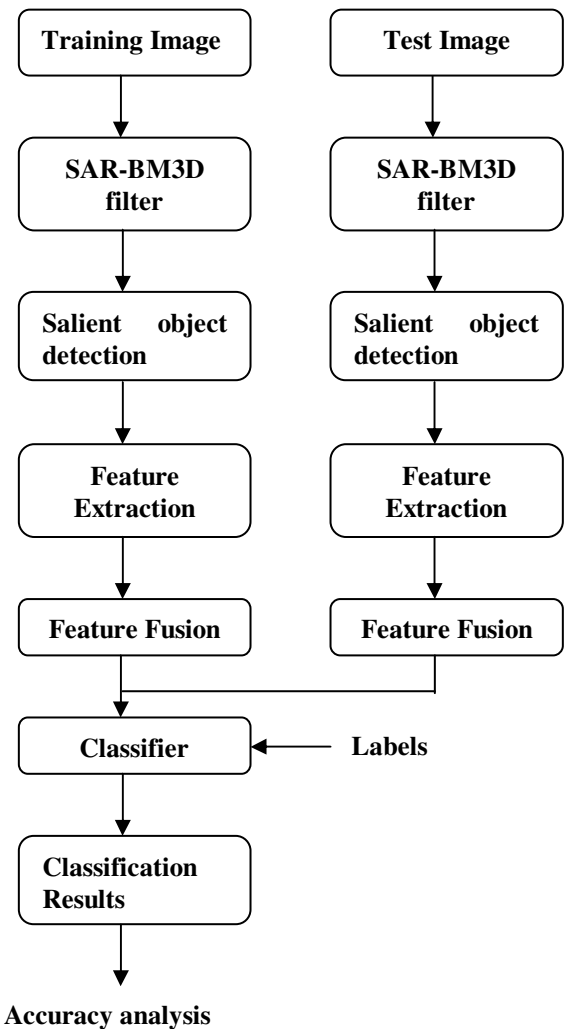 Training Image
Test Image
SAR-BM3D
filter
SAR-BM3D
filter
Salient object
detection
Salient object
detection
Feature
Extraction
Feature
Extraction
Feature Fusion
Feature Fusion
Classifier
Labels
Classification
Results
Accuracy analysis